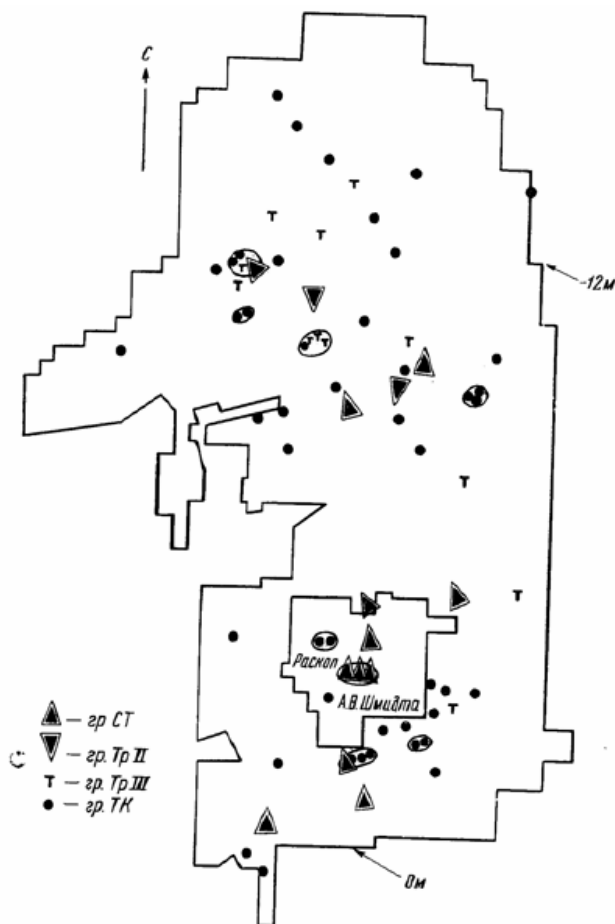 С
-12м
Раскоп
А.В.Шмидта
— гр СТ
— гр. Тр II
т — гр. Тр III
— гр. ТК
0м